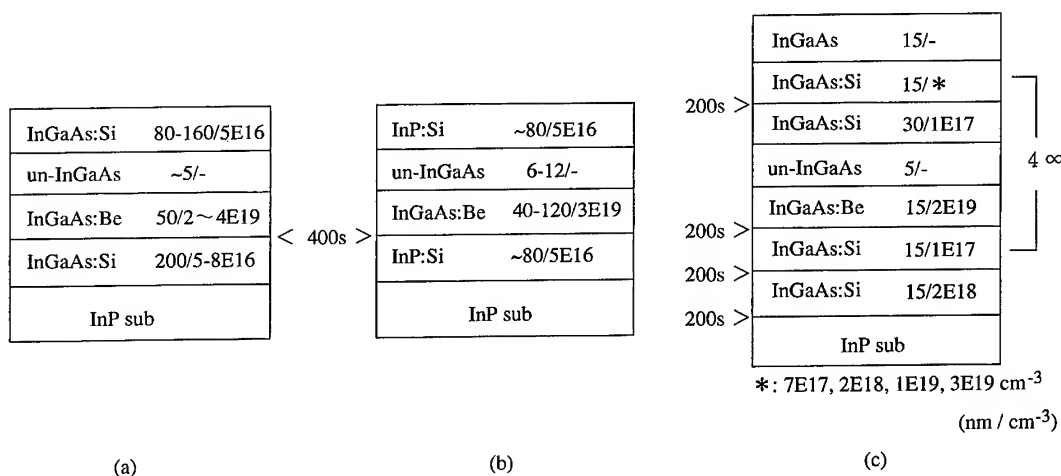 InGaAs:Si 80-160/5E16
un-InGaAs ~5/-
InGaAs:Be 50/2～4E19
InGaAs:Si 200/5-8E16
InP sub
(a)
< 400s >
InP:Si ~80/5E16
un-InGaAs 6-12/-
InGaAs:Be 40-120/3E19
InP:Si ~80/5E16
InP sub
(b)
InGaAs 15/-
InGaAs:Si 15/*
200s >
InGaAs:Si 30/1E17
un-InGaAs 5/-
4 ∞
InGaAs:Be 15/2E19
200s >
InGaAs:Si 15/1E17
200s >
InGaAs:Si 15/2E18
200s >
InP sub
*: 7E17, 2E18, 1E19, 3E19 cm-3
(nm / cm-3)
(c)